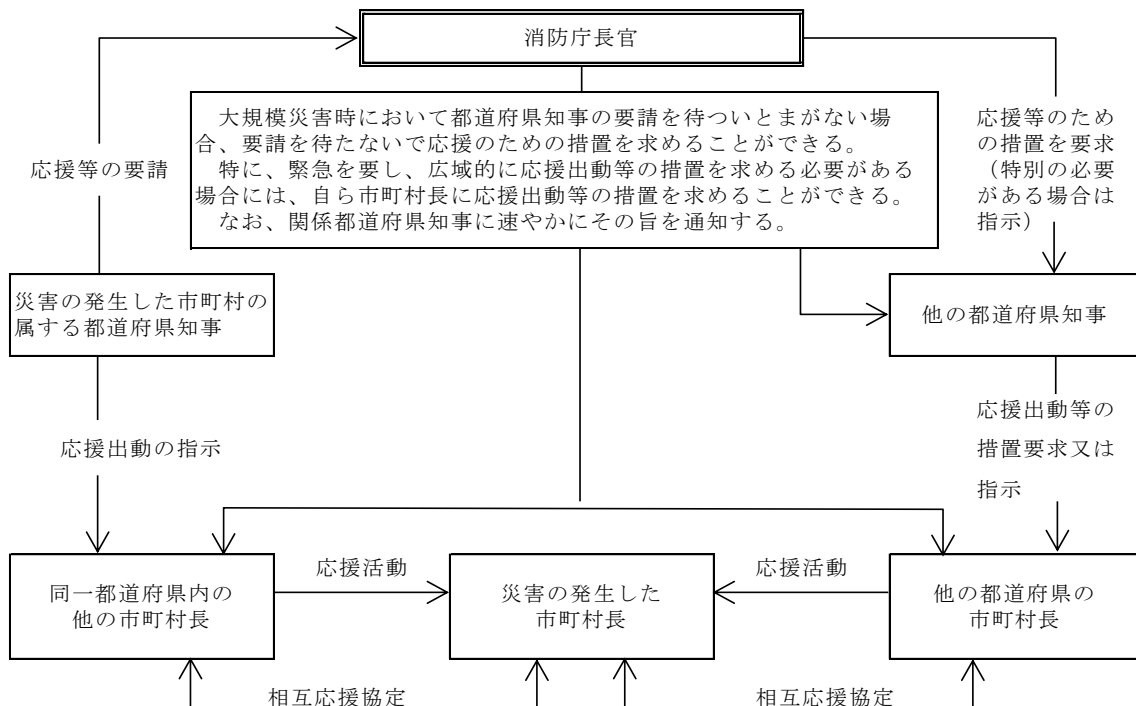 消防庁長官
大規模災害時において都道府県知事の要請を待ついとまがない場
合、要請を待たないで応援のための措置を求めることができる。
特に、緊急を要し、広域的に応援出動等の措置を求める必要がある
場合には、自ら市町村長に応援出動等の措置を求めることができる。
なお、関係都道府県知事に速やかにその旨を通知する。
応援等の要請
応援等のため
の措置を要求
（特別の必要
がある場合は
指示）
災害の発生した市町村の
属する都道府県知事
他の都道府県知事
応援出動の指示
応援出動等の
措置要求又は
指示
同一都道府県内の
他の市町村長
応援活動
災害の発生した
市町村長
応援活動
他の都道府県の
市町村長
相互応援協定
相互応援協定